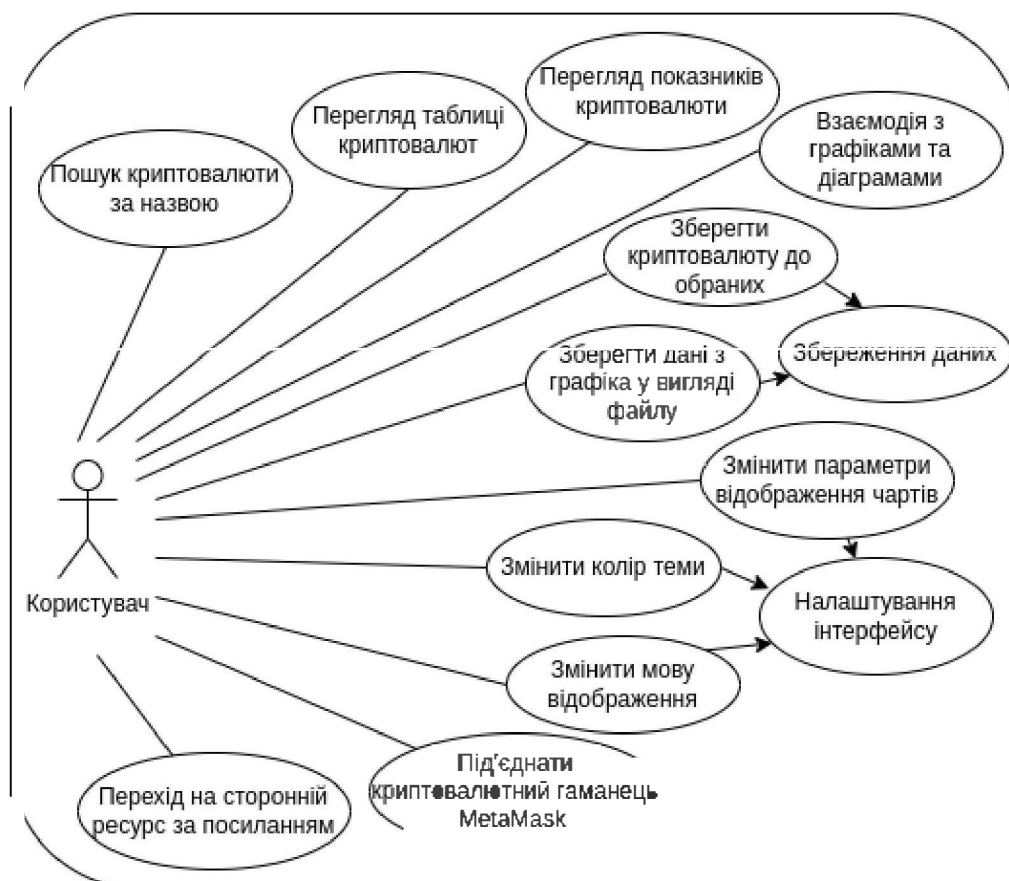 Перегляд показників
криптовалюти
Перегляд таблиці
криптовалют
Взаємодія з
графіками та
діаграмами
Пошук криптовалюти
за назвою
Зберегти
криптовалюту до
обраних
Збереження даних
Зберегти дані з
графіка у вигляді
файлу
Змінити параметри
відображення чартів
Змінити колір теми
Користувач
Налаштування
інтерфейсу
Змінити мову
відображення
Під'єднати
криптовалютний гаманець
MetaMask
Перехід на сторонній
ресурс за посиланням